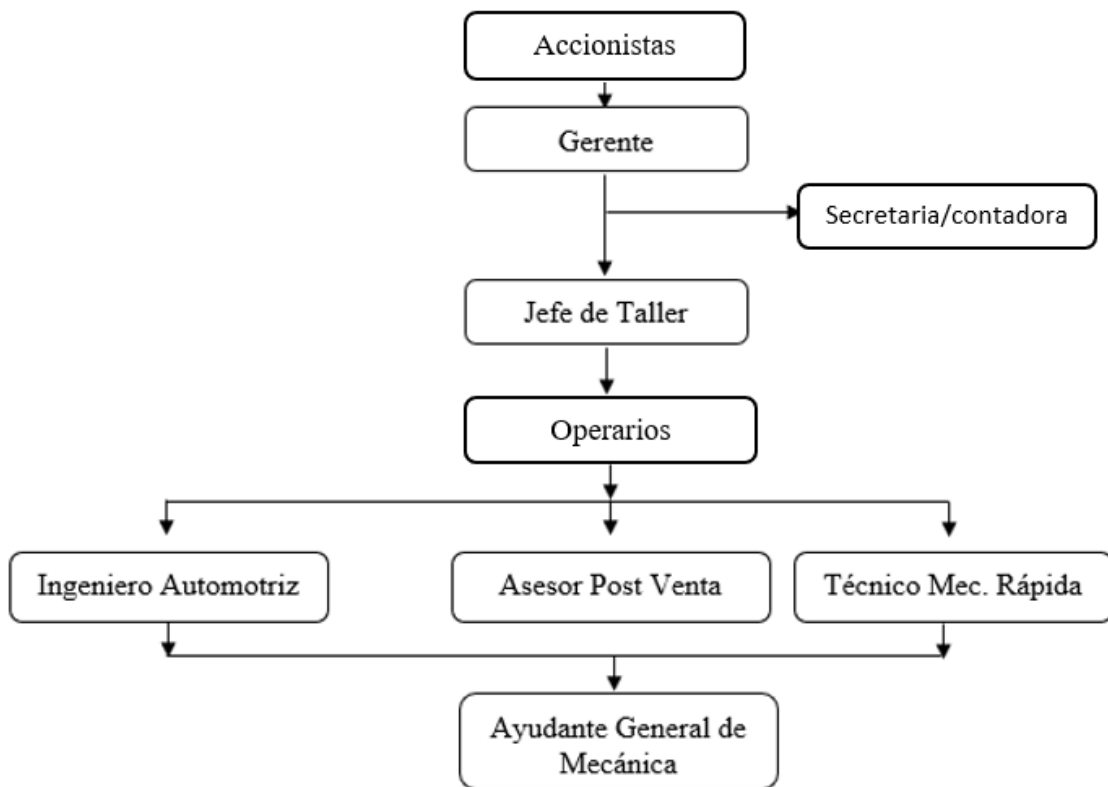 Accionistas
Gerente
Secretaria/contadora
Jefe de Taller
Operarios
Ingeniero Automotriz
Asesor Post Venta
Técnico Mec. Rápida
Ayudante General de
Mecánica